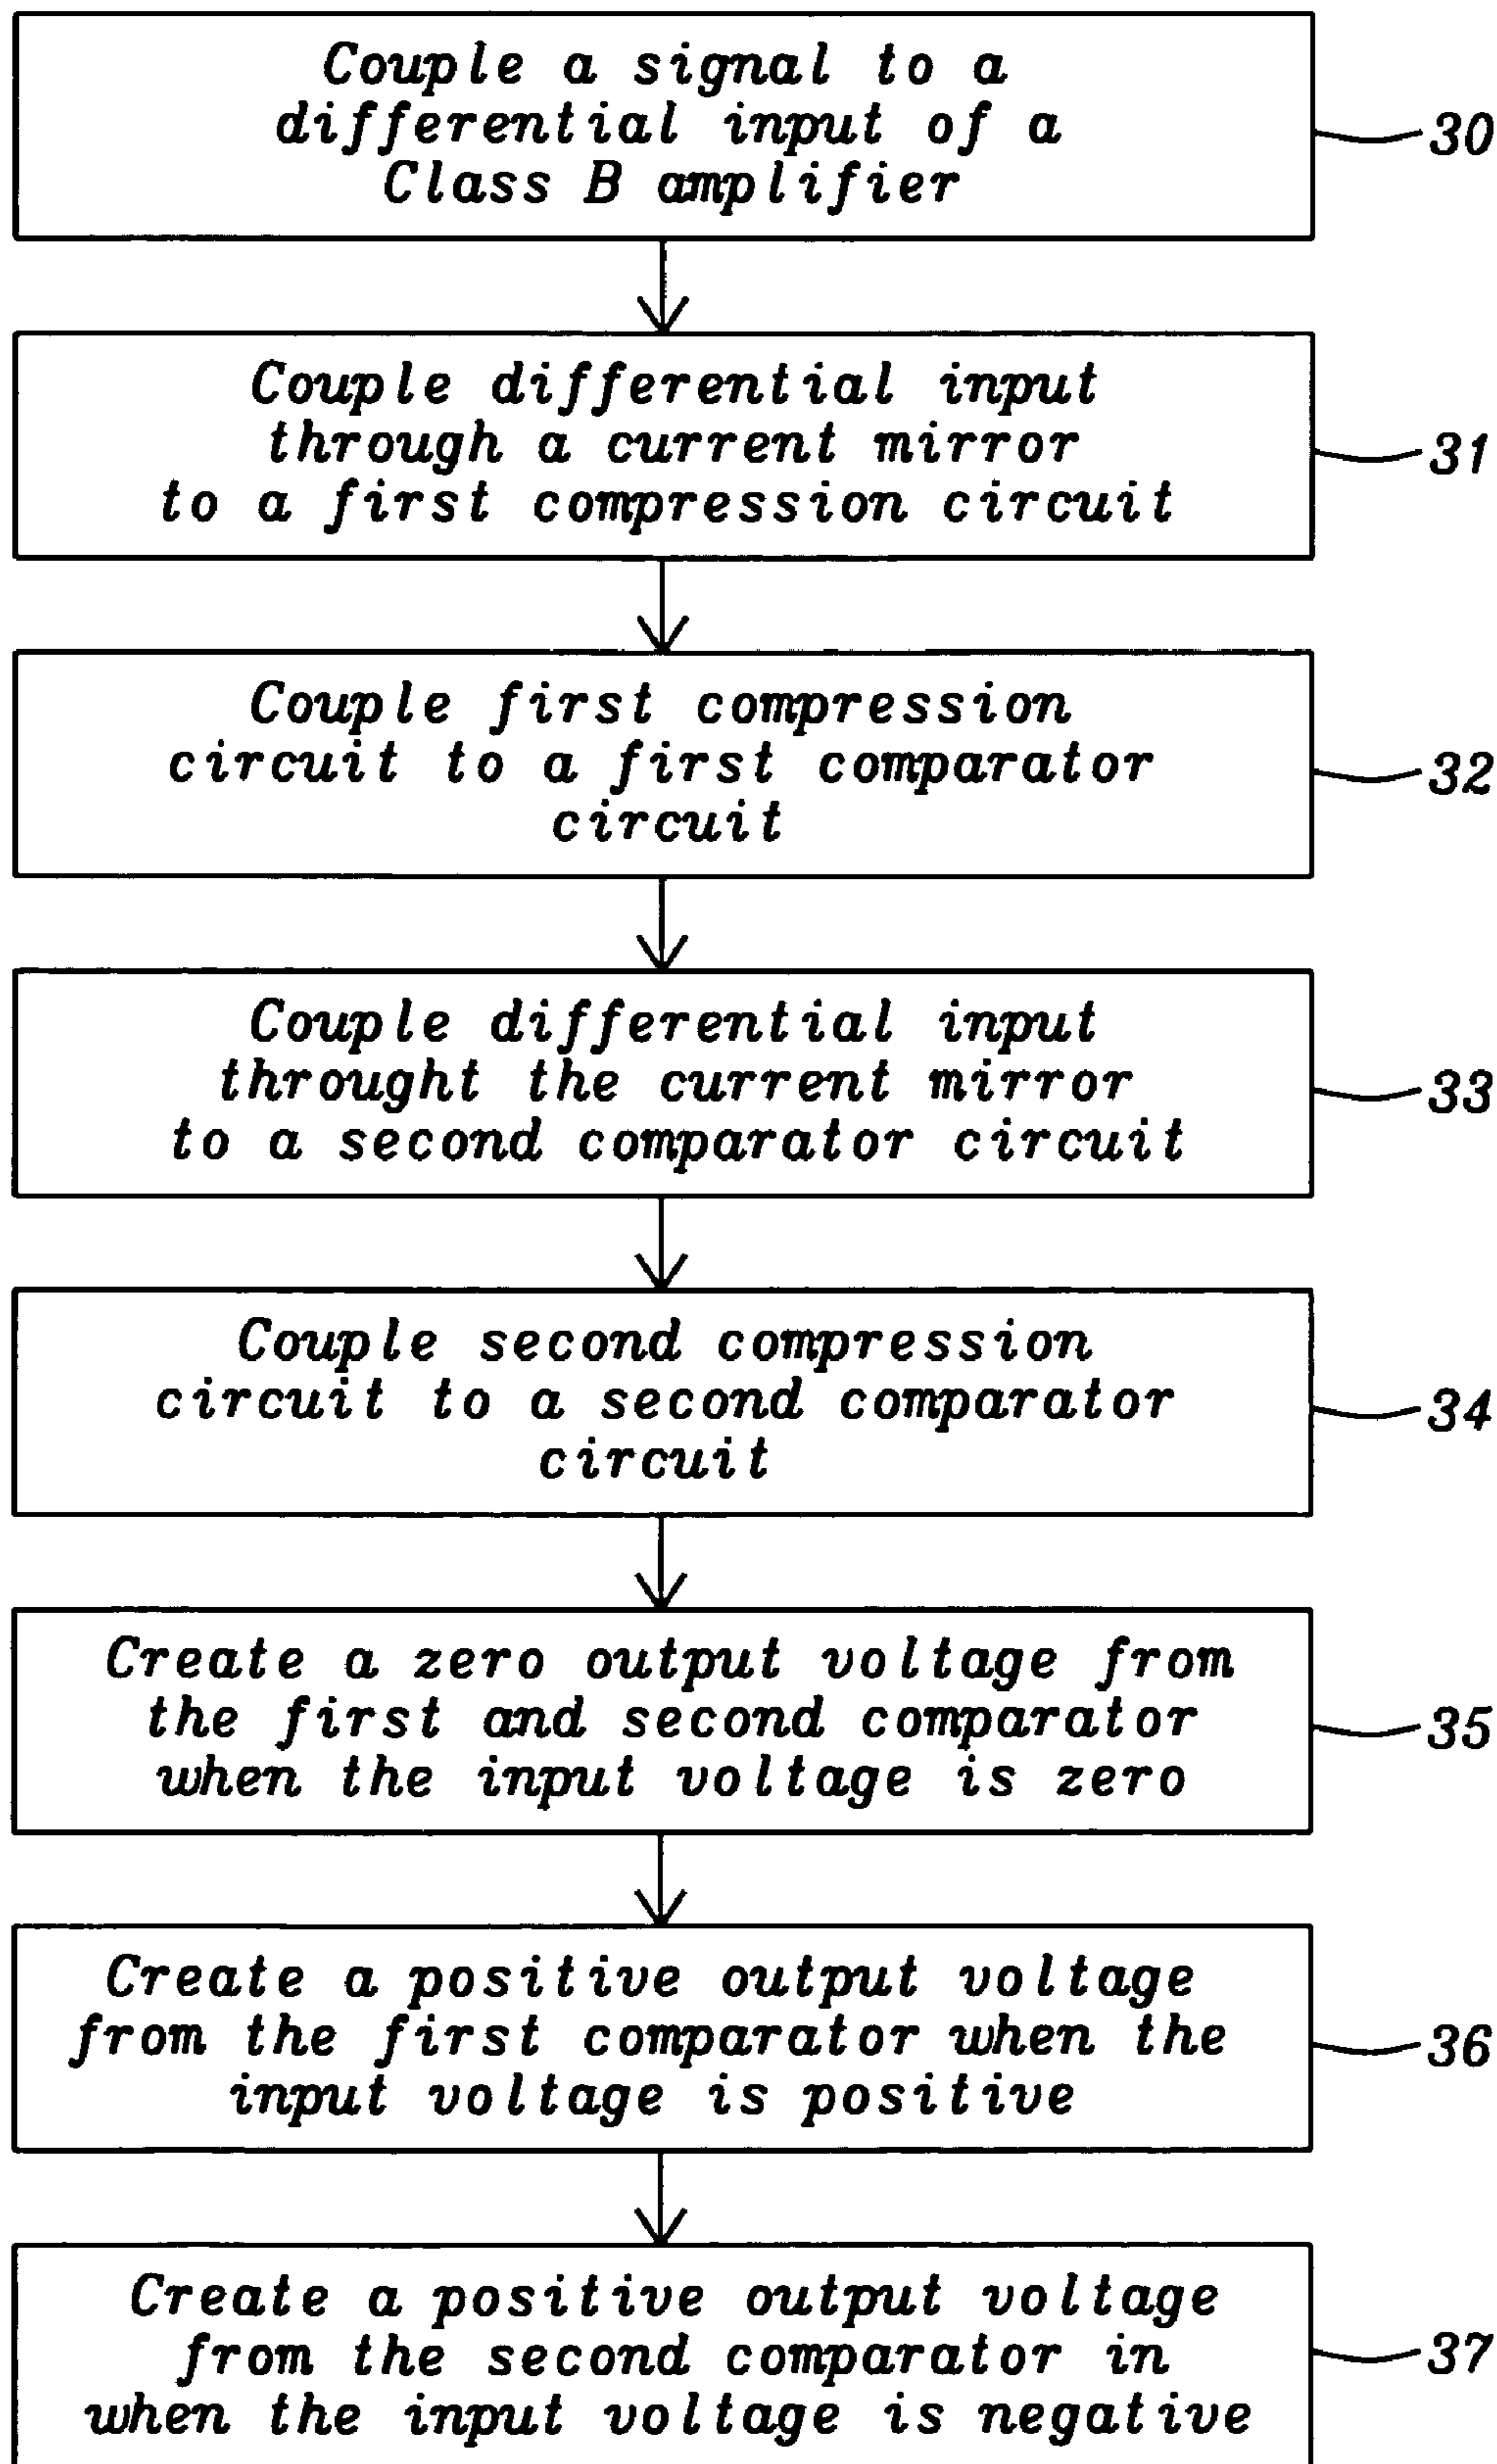 Couple a signal to a
differential input of a
Class B amplifier
30
Couple differential input
through a current mirror
to a first compression circuit
31
Couple first compression
circuit to a first comparator
circuit
32
Couple differential input
throught the current mirror
to a second comparator circuit
33
Couple second compression
circuit to a second comparator
circuit
34
Create a zero output voltage from
the first and second comparator
when the input voltage is zero
35
Create a positive output voltage
from the first comparator when the
input voltage is positive
36
Create a positive output voltage
from the second comparator in
when the input voltage is negative
37